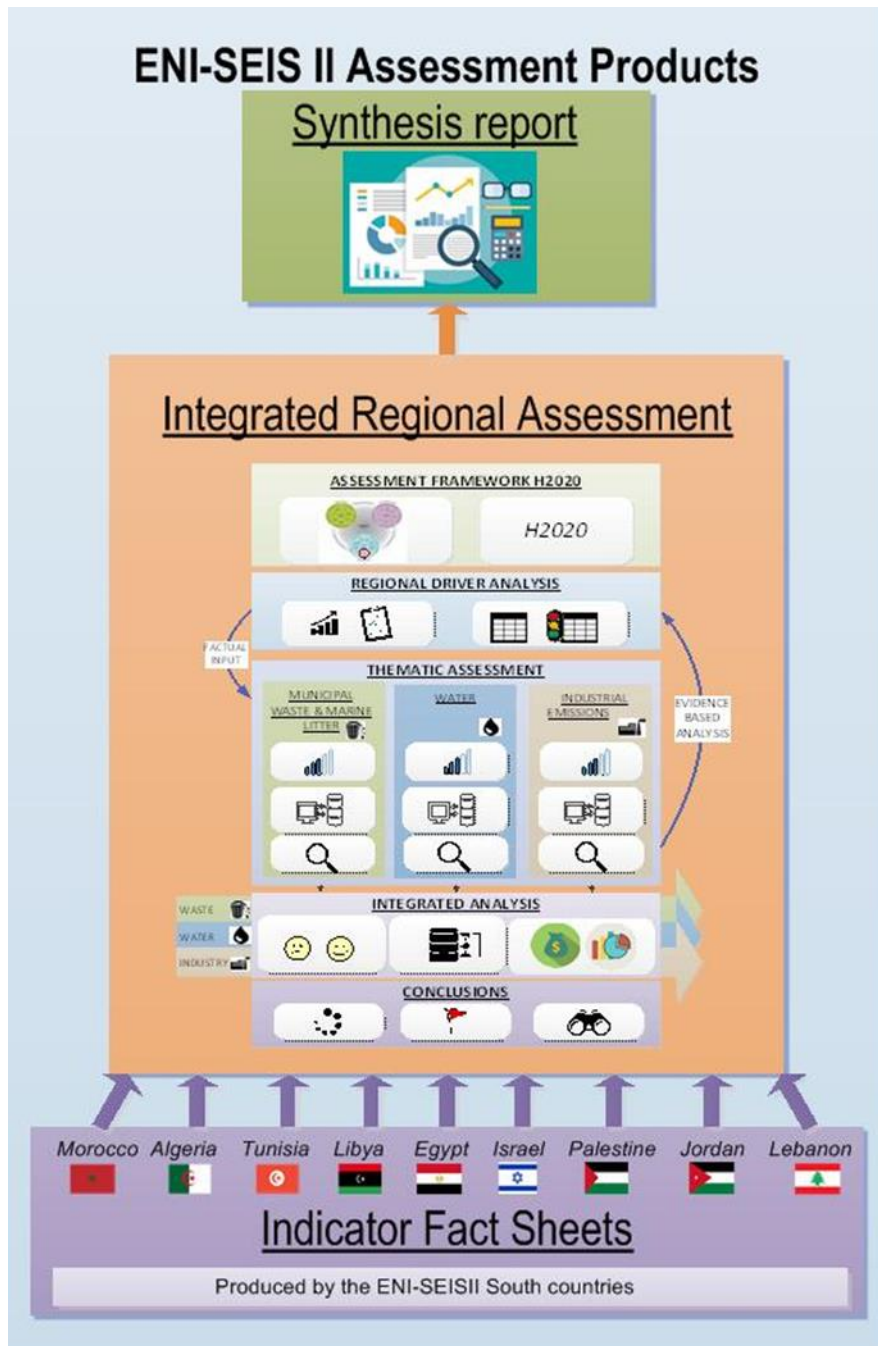 ENI-SEIS II Assessment Products
Synthesis report
Integrated Regional Assessment
ASSESSMENT FRAMEWORK H2020
H2020
REGIONAL DRIVER ANALYSIS
FACTUAL
INPUT
THEMATIC ASSESSMENT
MUNICIPAL
WASTE & MARINE
LITTER
WATER
INDUSTRIAL
EMISSIONS
EVIDENCE
BASED
ANALYSIS
WASTE
WATER
INDUSTRY
INTEGRATED ANALYSIS
CONCLUSIONS
Morocco Algeria Tunisia Libya Egypt Israel Palestine Jordan Lebanon
Indicator Fact Sheets
Produced by the ENI-SEISII South countries